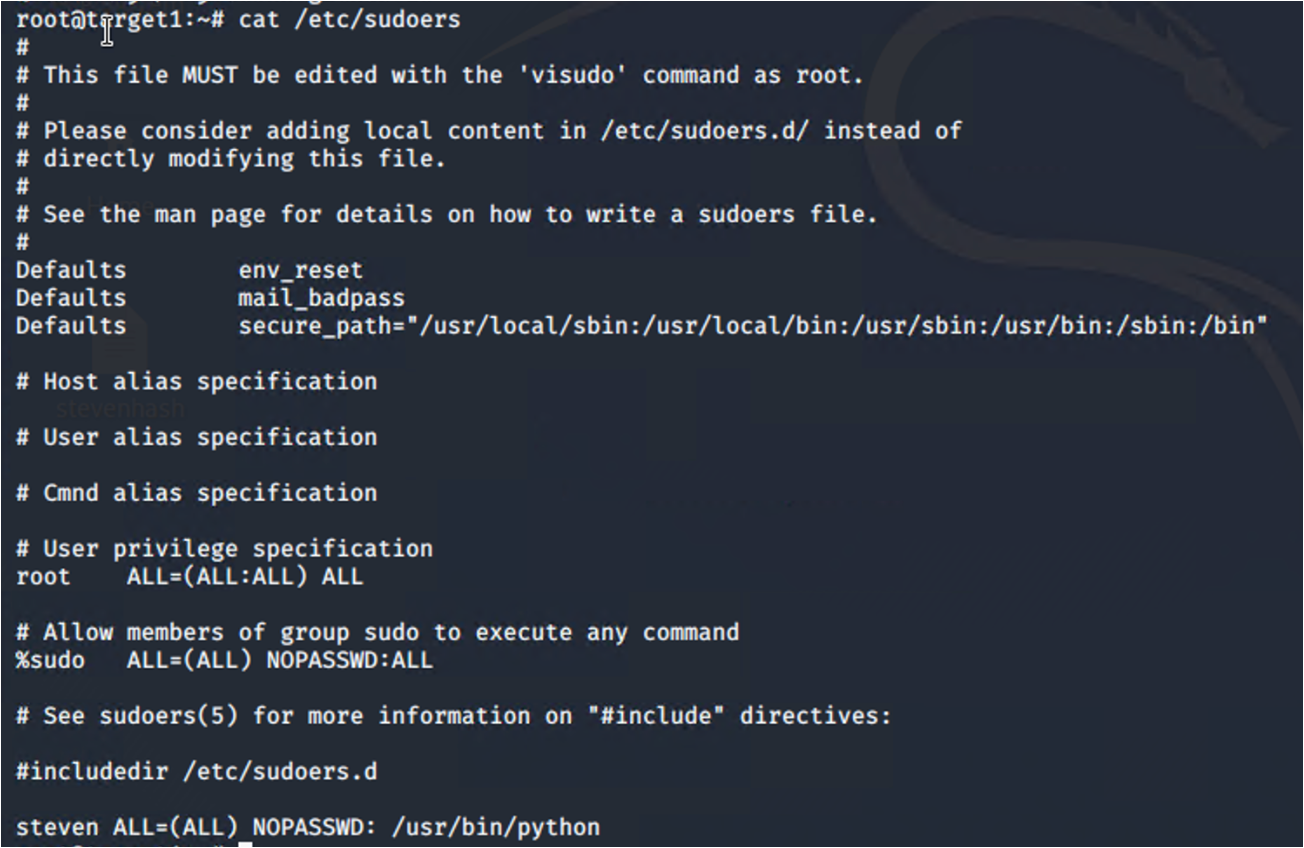 root@target1:~# cat /etc/sudoers
#
# This file MUST be edited with the 'visudo' command as root.
#
# Please consider adding local content in /etc/sudoers.d/ instead of
# directly modifying this file.
#
# See the man page for details on how to write a sudoers file.
#
Defaults        env_reset
Defaults        mail_badpass
Defaults        secure_path="/usr/local/sbin:/usr/local/bin:/usr/sbin:/usr/bin:/sbin:/bin"
# Host alias specification
stevenhash
# User alias specification
# Cmnd alias specification
# User privilege specification
root    ALL=(ALL:ALL) ALL
# Allow members of group sudo to execute any command
%sudo   ALL=(ALL) NOPASSWD:ALL
# See sudoers(5) for more information on "#include" directives:
#includedir /etc/sudoers.d
steven ALL=(ALL) NOPASSWD: /usr/bin/python